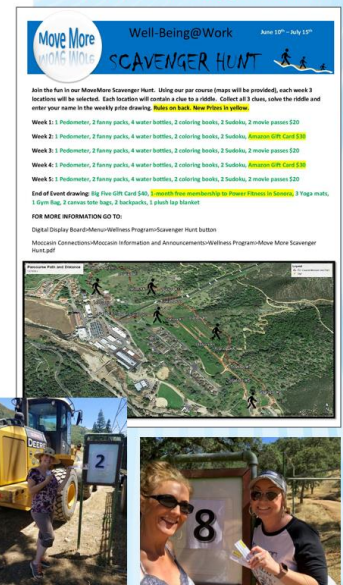 Move More
Well-Being@Work
June 10th – July 15th
SCAVENGER HUNT
Join the fun in our MoveMore Scavenger Hunt. Using our par course (maps will be provided), each week 3
locations will be selected. Each location will contain a clue to a riddle. Collect all 3 clues, solve the riddle and
enter your name in the weekly prize drawing. Rules on back. New Prizes in yellow.
Week 1: 1 Pedometer, 2 funny packs, 4 water bottles, 2 coloring books, 2 Sudoku, 2 movie passes $20
Week 2: 1 Pedometer, 2 fanny packs, 4 water bottles, 2 coloring books, 2 Sudoku, Amazon Gift Card $30
Week 3: 1 Pedometer, 2 fanny packs, 4 water bottles, 2 coloring books, 2 Sudoku, 2 movie passes $20
Week 4: 1 Pedometer, 2 fanny packs, 4 water bottles, 2 coloring books, 2 Sudoku, Amazon Gift Card $30
Week 5: 1 Pedometer, 2 fanny packs, 4 water bottles, 2 coloring books, 2 Sudoku, 2 movie passes $20
End of Event drawing: Big Five Gift Card $40, 1 month free membership to Power Fitness in Sonora, 3 Yoga mats,
1 Gym Bag, 2 canvas tote bags, 2 backpacks, 1 plush lap blanket
FOR MORE INFORMATION GO TO:
Digital Display Board>Menu>Wellness Program>Scavenger Hunt button
Moccasin Connections>Moccasin Information and Announcements>Wellness Program>Move More Scavenger
Hunt.pdf
Parcourse Path and Distance
DEERE
2
8